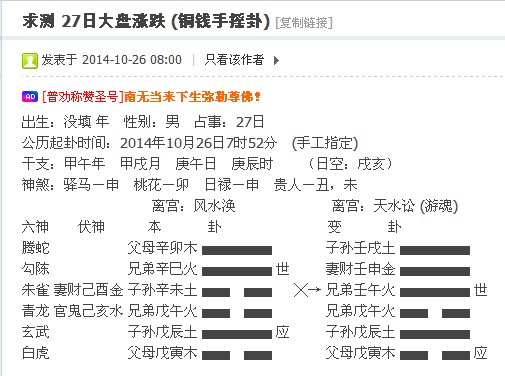 求测 27日大盘涨跌 (铜钱手摇卦) [复制链接]
发表于 2014-10-26 08:00 | 只看该作者
AD [普劝称赞圣号]南无当来下生弥勒尊佛！
出生：没填 年 性别：男 占事：27日
公历起卦时间：2014年10月26日7时52分 (手工指定)
干支：甲午年 甲戌月 庚午日 庚辰时 （日空：戌亥）
神煞：驿马－申 桃花－卯 日禄－申 贵人－丑，未
离宫：风水涣 离宫：天水讼 (游魂)
六神 伏神 本 卦 变 卦
腾蛇 父母辛卯木 子孙壬戌土
勾陈 兄弟辛巳火 世 妻财壬申金
朱雀 妻财己酉金 子孙辛未土 ╳→ 兄弟壬午火 世
青龙 官鬼己亥水 兄弟戊午火 兄弟戊午火
玄武 子孙戊辰土 应 子孙戊辰土
白虎 父母戊寅木 父母戊寅木 应